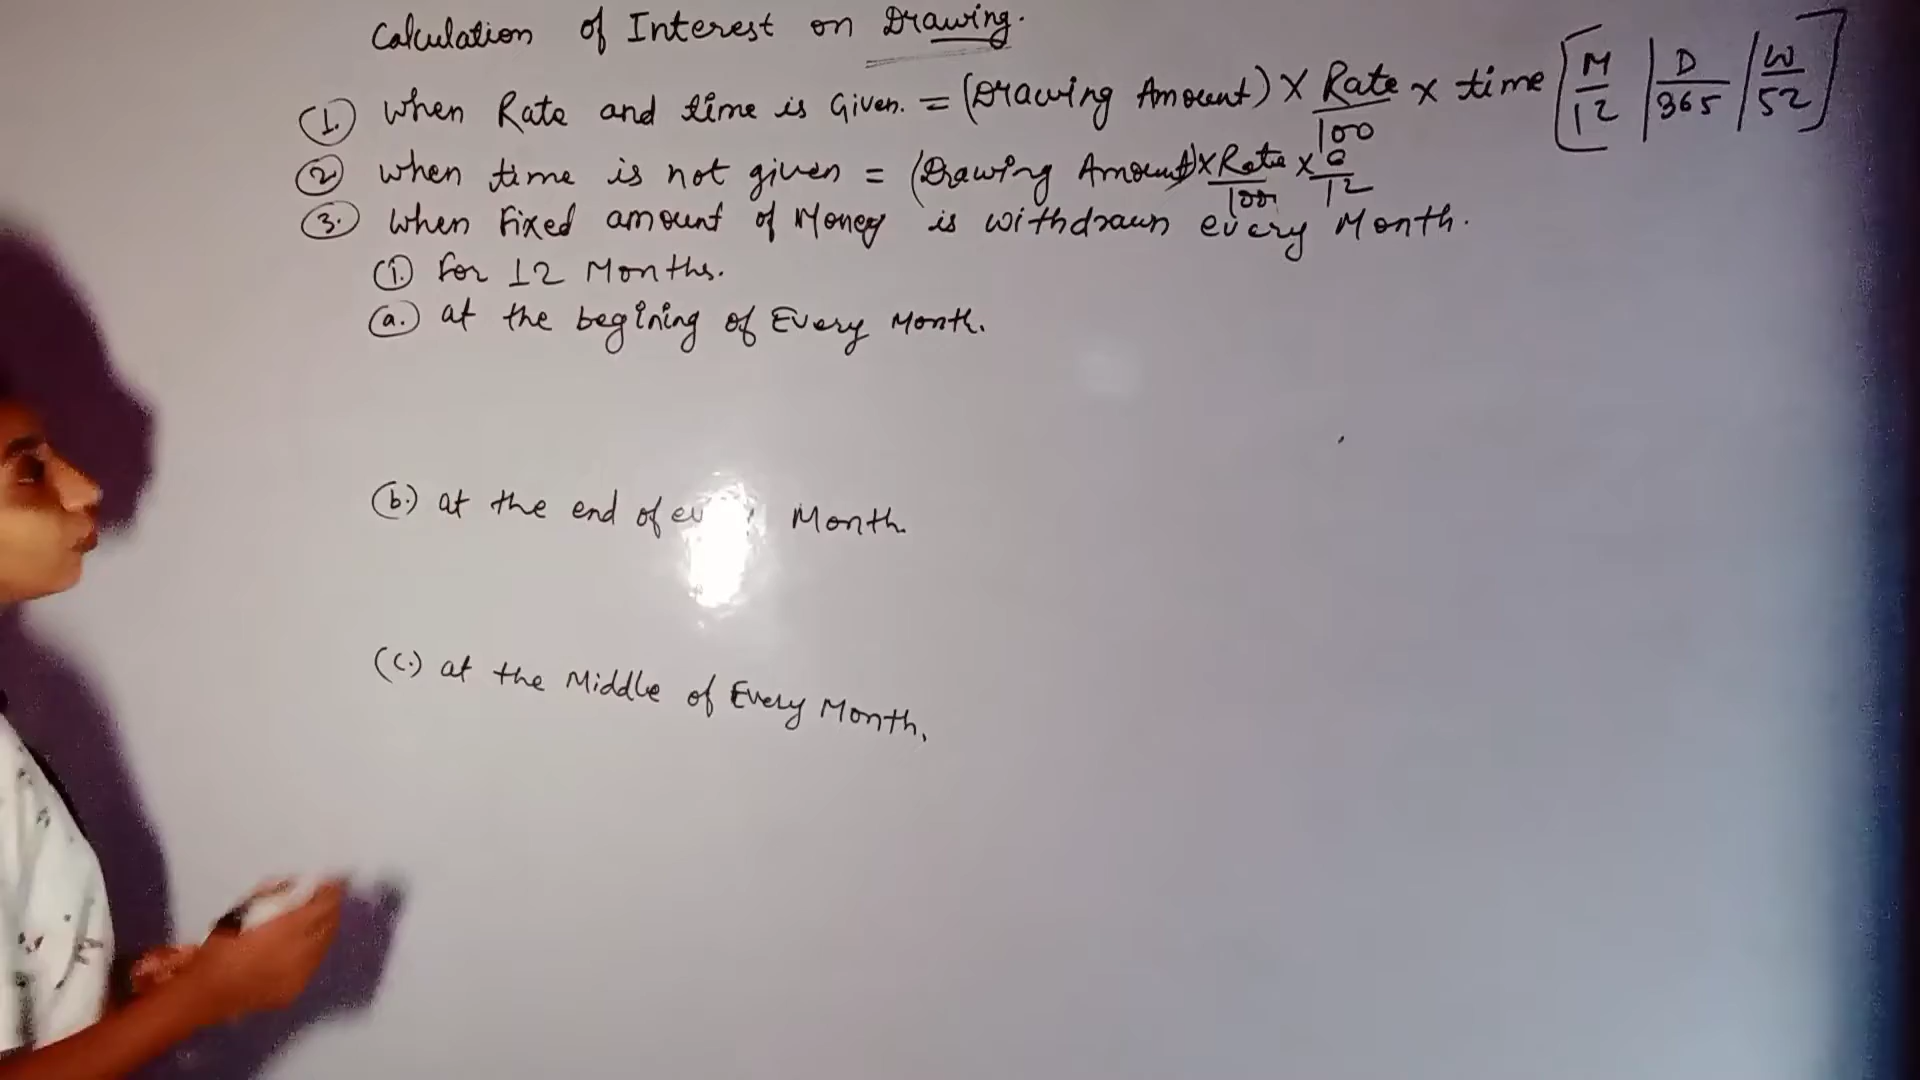 Calculation of Interest on Drawing.
1. When Rate and time is Given. = (Drawing Amount) × Rate/100 × time [M/12 | D/365 | W/52]
2 when time is not given = (Drawing Amount) × Rate/100 × 6/12
3. when Fixed amount of Money is withdrawn every Month.
1. For 12 Months.
a. at the begining of Every Month.
(b.) at the end of Month.
(C.) at the Middle of Every Month.